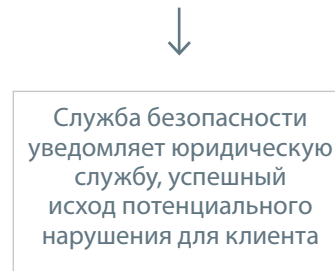 Служба безопасности
уведомляет юридическую
службу, успешный
исход потенциального
нарушения для клиента